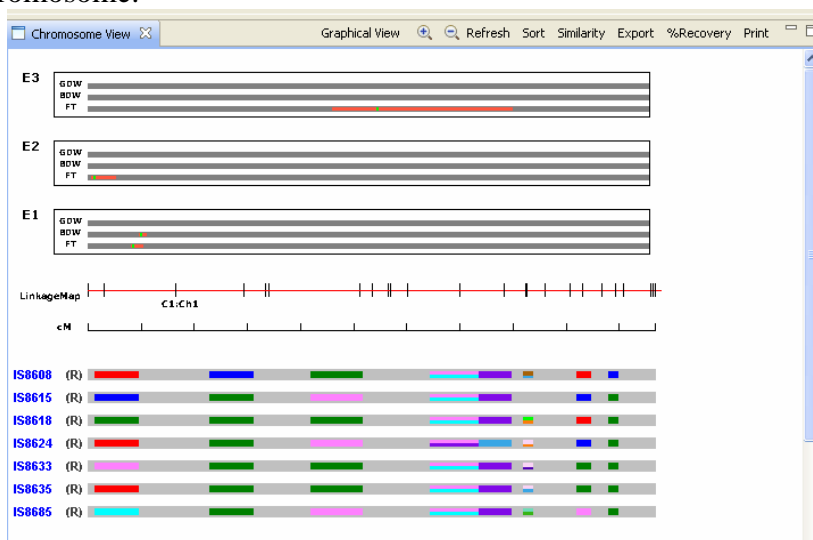 romosome.
Chromosome View Graphical View Refresh Sort Similarity Export %Recovery Print
E3
GDW
BDW
FT
E2
GDW
BDW
FT
E1
GDW
BDW
FT
LinkageMap
C1:Ch1
cM
IS8608 (R)
IS8615 (R)
IS8618 (R)
IS8624 (R)
IS8633 (R)
IS8635 (R)
IS8685 (R)